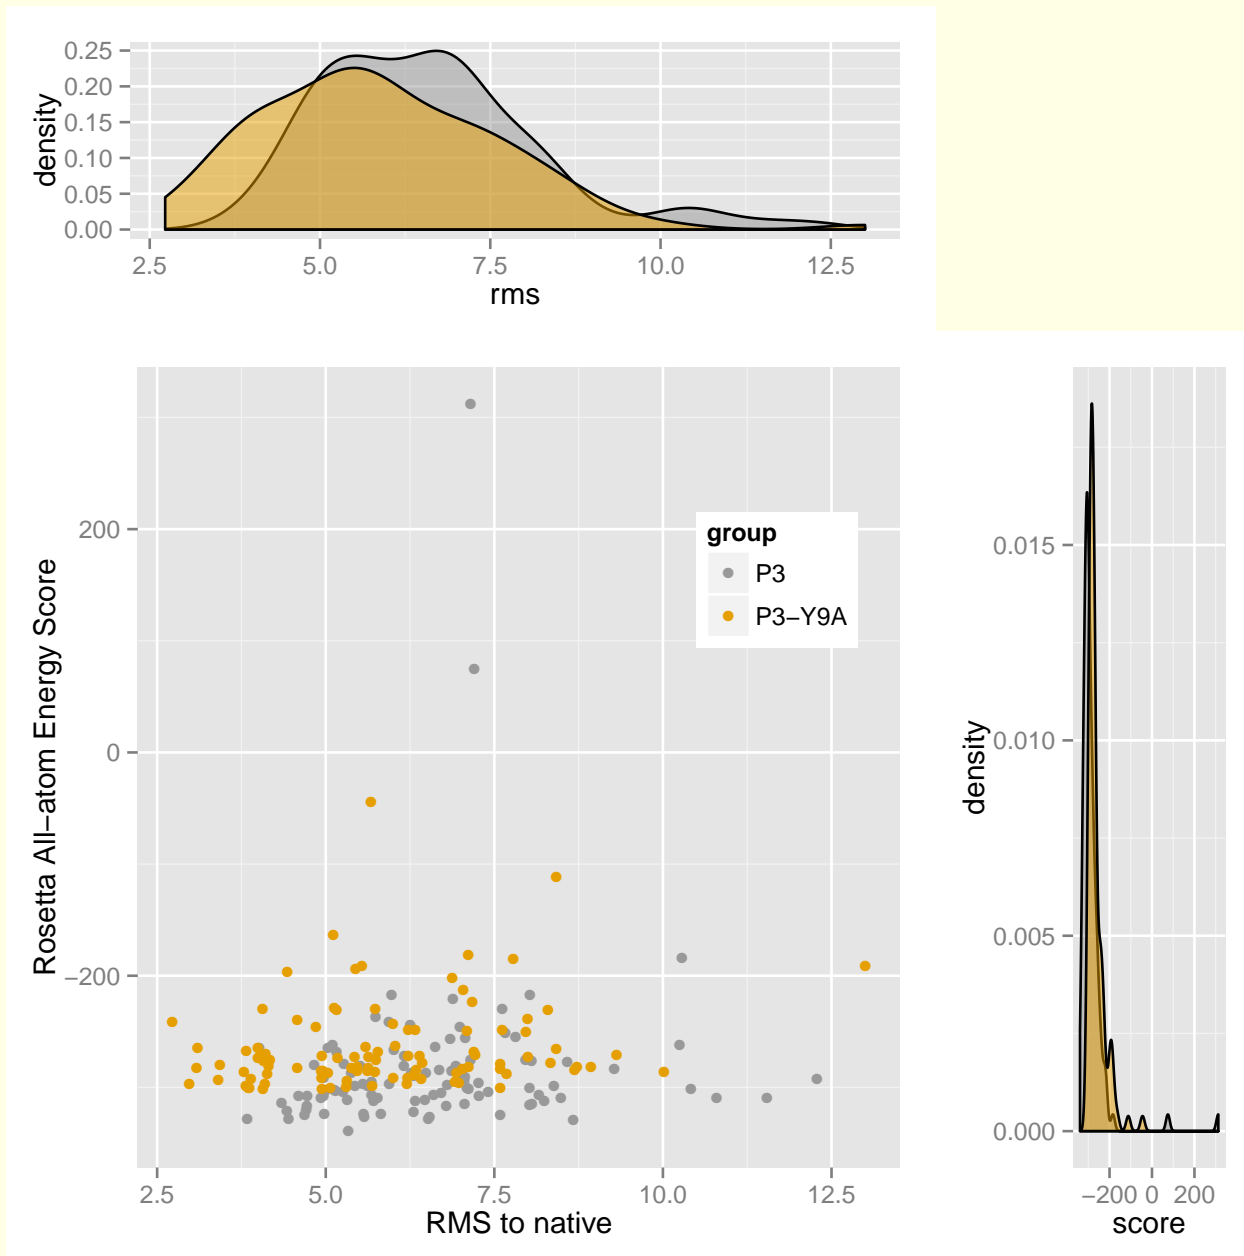 0.25
0.20
0.15
0.10
0.05
0.00
density
2.5 5.0 7.5 10.0 12.5
rms
200
0
−200
Rosetta All−atom Energy Score
group
P3
P3−Y9A
2.5 5.0 7.5 10.0 12.5
RMS to native
0.015
0.010
0.005
0.000
density
−200 0 200
score